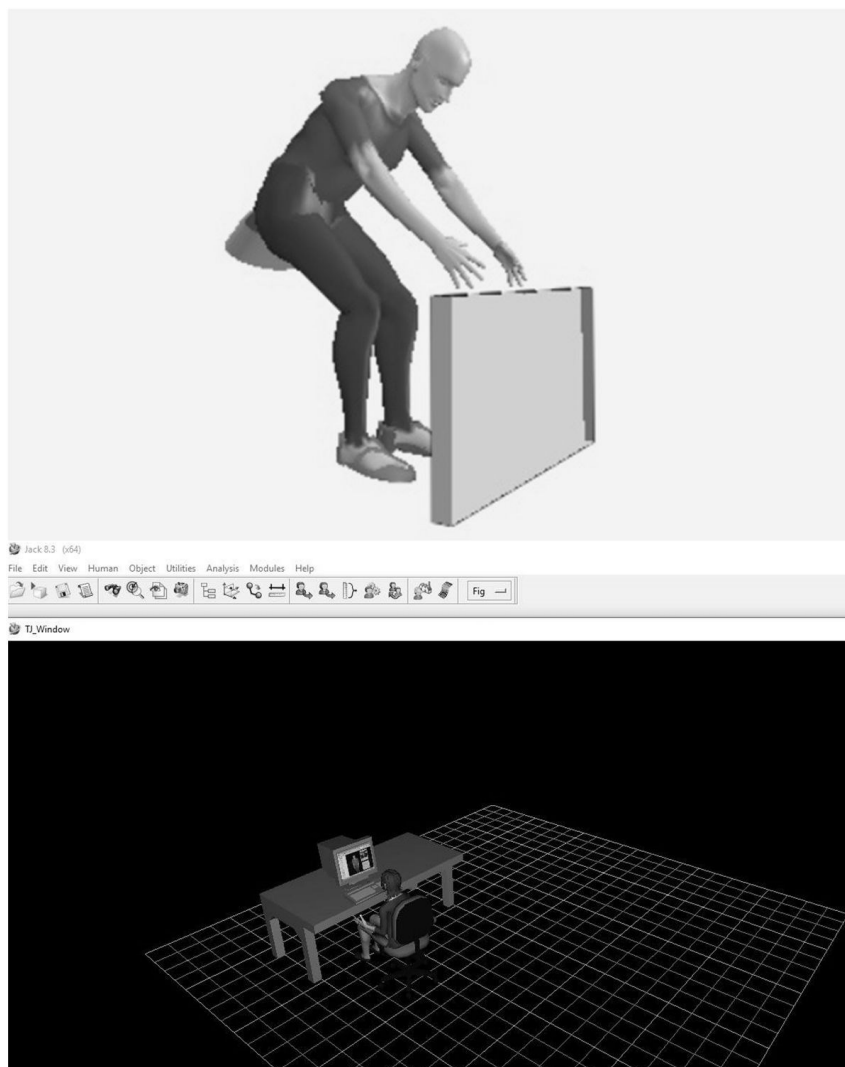 Jack 8.3 (x64)
File Edit View Human Object Utilities Analysis Modules Help
Fig
TJ_Window